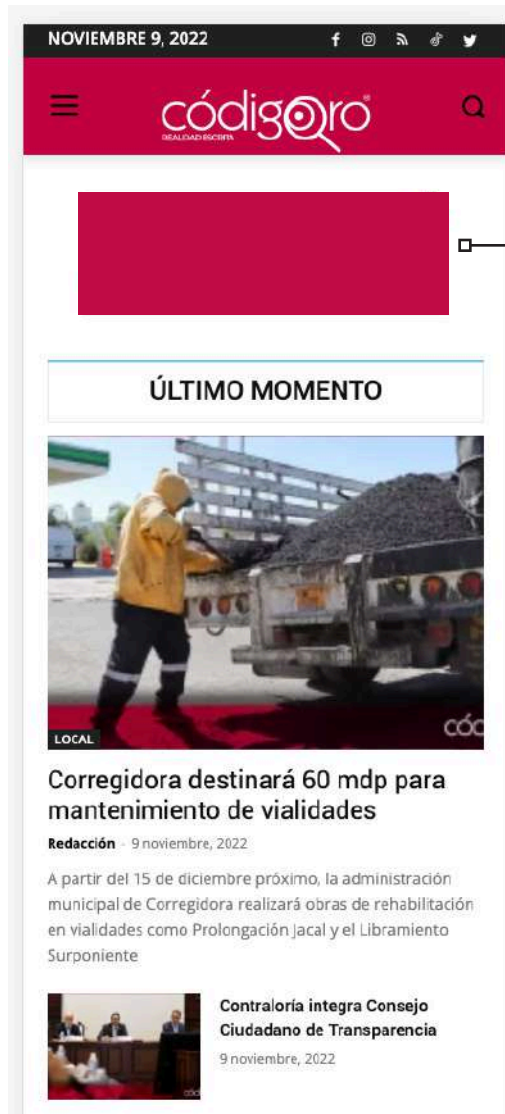 NOVIEMBRE 9, 2022
códigoQro
REALIDAD ESCRITA
ÚLTIMO MOMENTO
LOCAL
cód
Corregidora destinará 60 mdp para
mantenimiento de vialidades
Redacción - 9 noviembre, 2022
A partir del 15 de diciembre próximo, la administración
municipal de Corregidora realizará obras de rehabilitación
en vialidades como Prolongación Jacal y el Libramiento
Surponiente
Contraloría integra Consejo
Ciudadano de Transparencia
9 noviembre, 2022